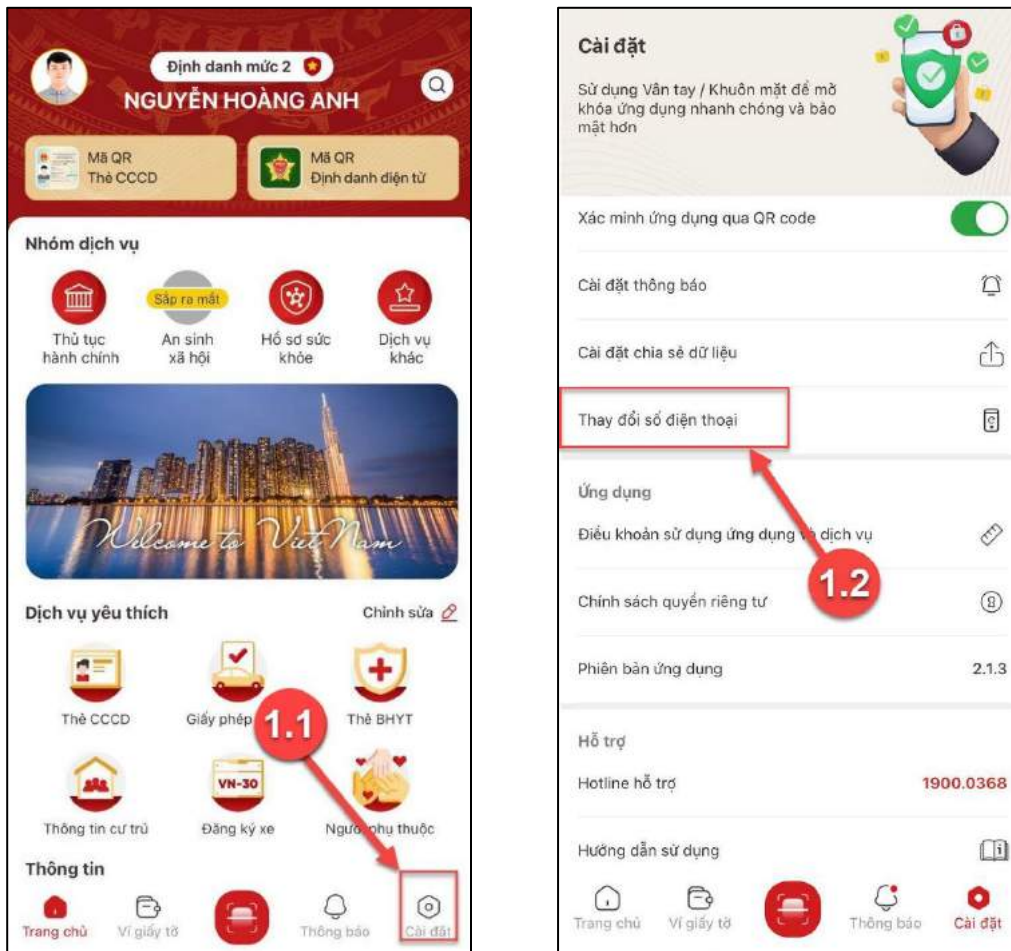 Định danh mức 2
NGUYỄN HOÀNG ANH
Mã QR
Thẻ CCCD
Mã QR
Định danh điện tử
Nhóm dịch vụ
Thủ tục
hành chính
Sắp ra mắt
An sinh
xã hội
Hồ sơ sức
khỏe
Dịch vụ
khác
Welcome to Viet Nam
Dịch vụ yêu thích
Chỉnh sửa
Thẻ CCCD
Giấy phép
Thẻ BHYT
1.1
VN-30
Thông tin cư trú
Đăng ký xe
Người phụ thuộc
Thông tin
Trang chủ
Ví giấy tờ
Thông báo
Cài đặt
Cài đặt
Sử dụng Vân tay / Khuôn mặt để mở
khóa ứng dụng nhanh chóng và bảo
mật hơn
Xác minh ứng dụng qua QR code
Cài đặt thông báo
Cài đặt chia sẻ dữ liệu
Thay đổi số điện thoại
Ứng dụng
Điều khoản sử dụng ứng dụng và dịch vụ
1.2
Chính sách quyền riêng tư
Phiên bản ứng dụng
2.1.3
Hỗ trợ
Hotline hỗ trợ
1900.0368
Hướng dẫn sử dụng
Trang chủ
Ví giấy tờ
Thông báo
Cài đặt